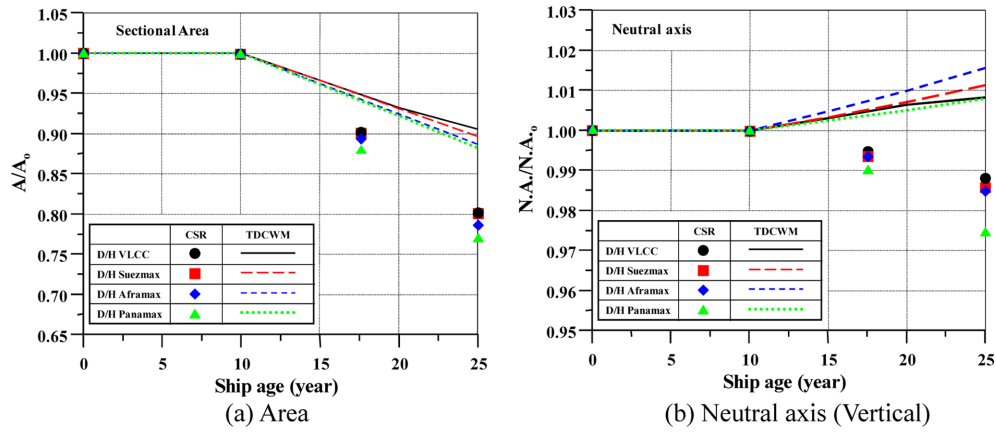 1.05
1.00
0.95
0.90
0.85
0.80
0.75
0.70
0.65
A/Aₒ
Sectional Area
CSR TDCWM
D/H VLCC
D/H Suezmax
D/H Aframax
D/H Panamax
0 5 10 15 20 25
Ship age (year)
(a) Area
1.03
1.02
1.01
1.00
0.99
0.98
0.97
0.96
0.95
N.A./N.A.ₒ
Neutral axis
CSR TDCWM
D/H VLCC
D/H Suezmax
D/H Aframax
D/H Panamax
0 5 10 15 20 25
Ship age (year)
(b) Neutral axis (Vertical)